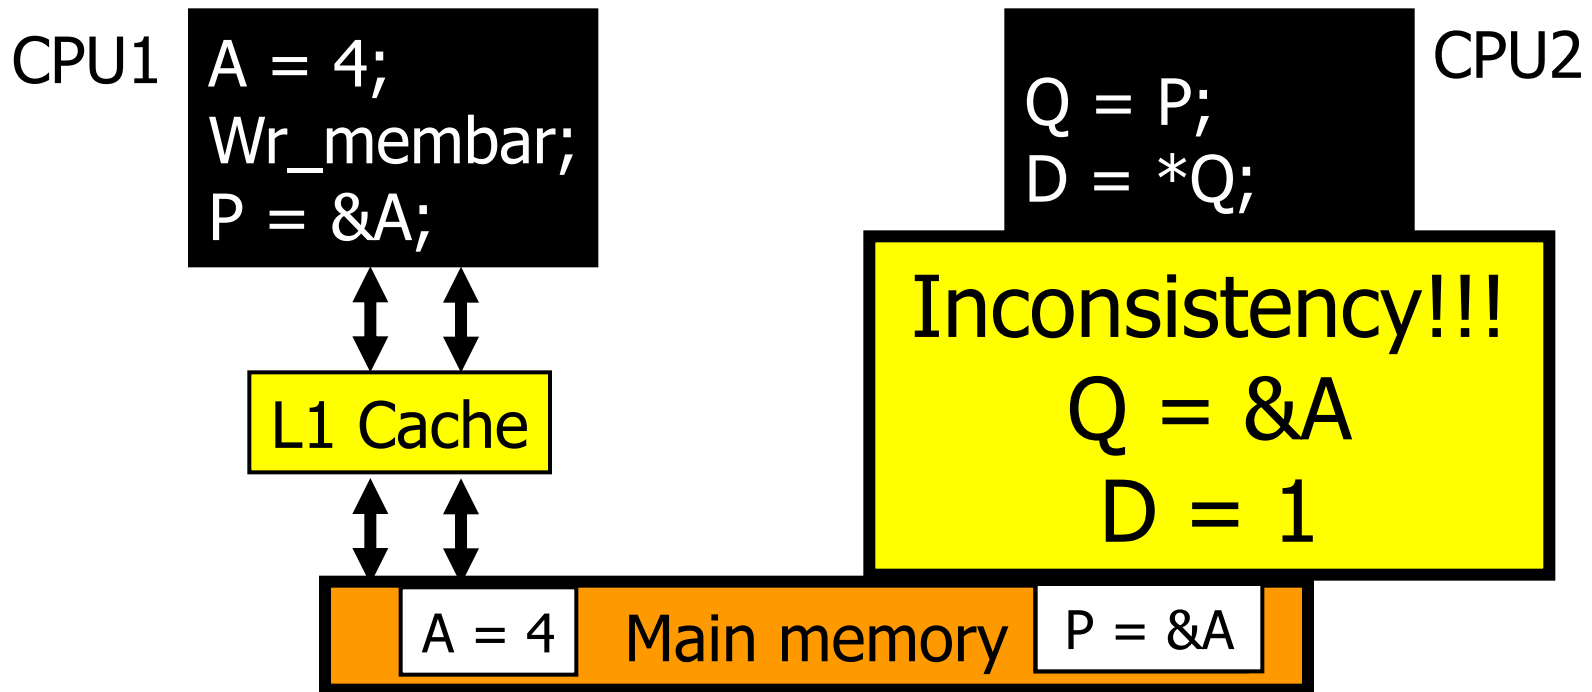 CPU1
A = 4;
Wr_membar;
P = &A;
CPU2
Q = P;
D = *Q;
Inconsistency!!!
Q = &A
D = 1
L1 Cache
A = 4
Main memory
P = &A